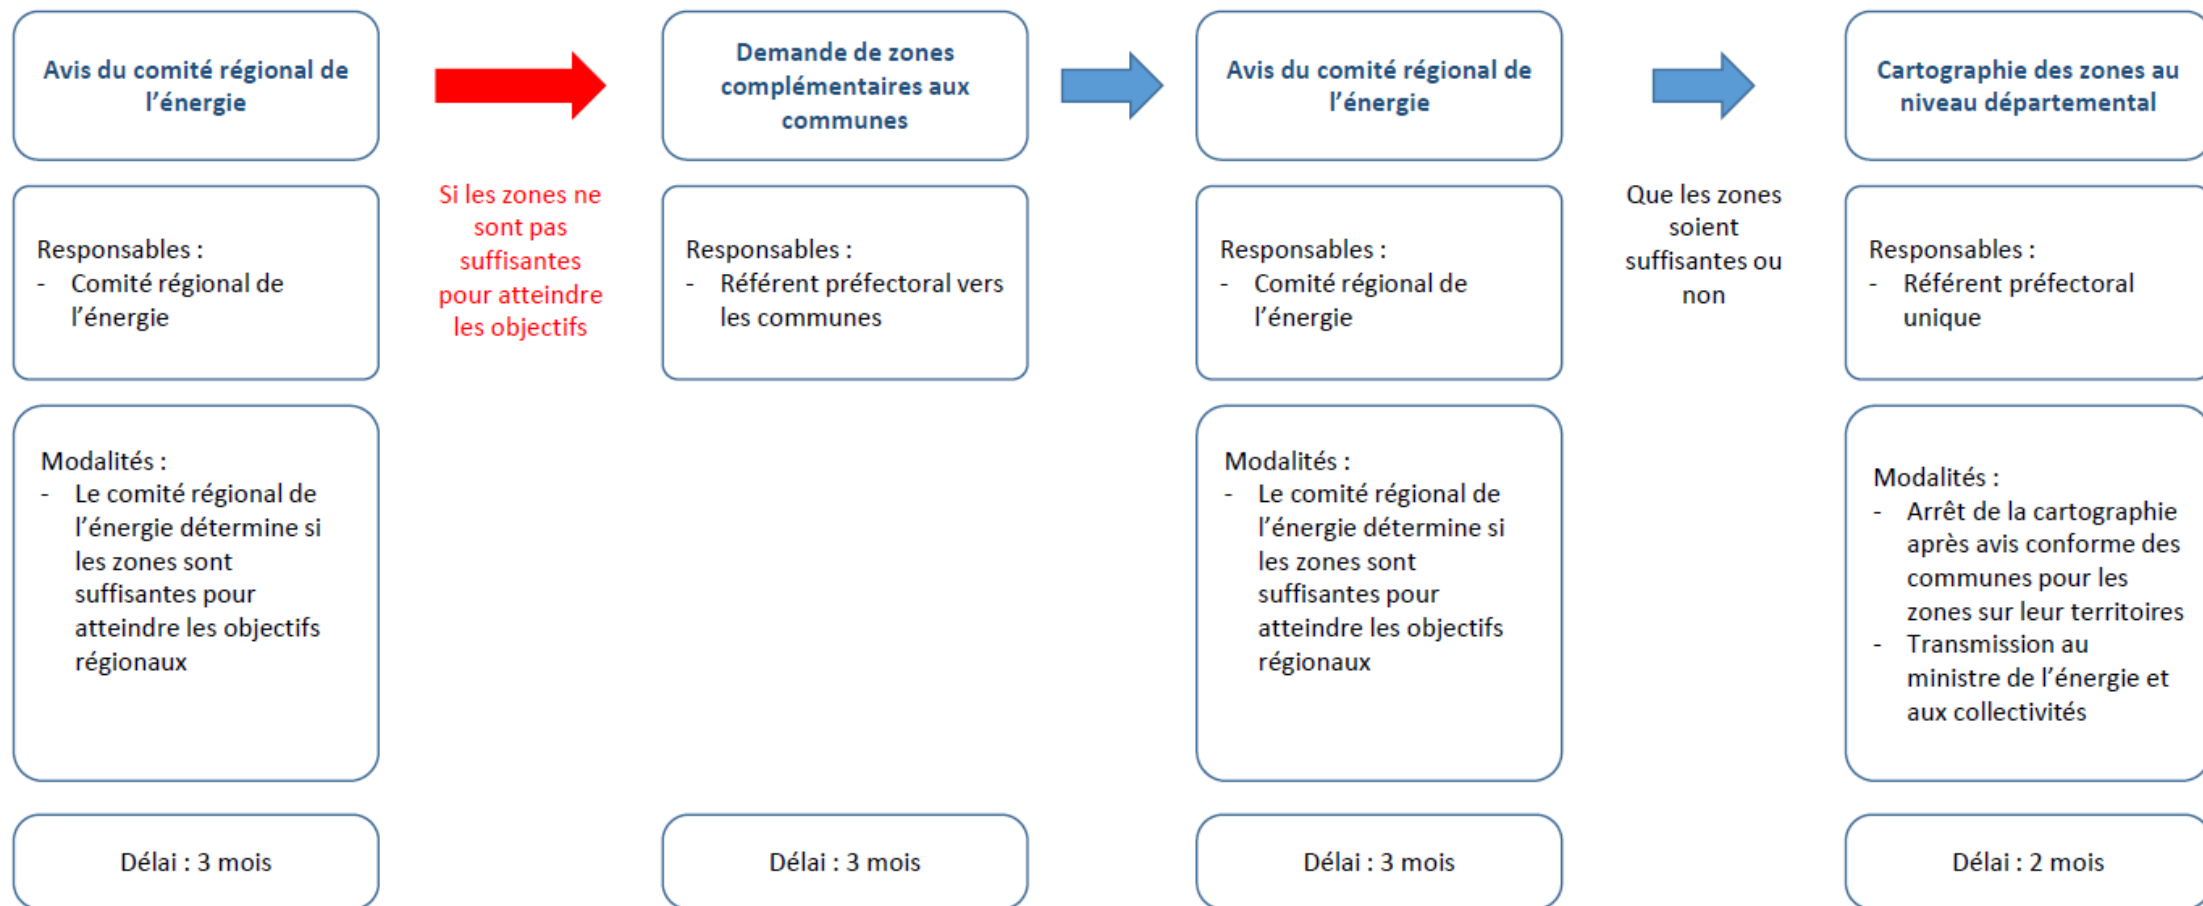 Avis du comité régional de
l’énergie
Demande de zones
complémentaires aux
communes
Avis du comité régional de
l’énergie
Cartographie des zones au
niveau départemental
Responsables :
- Comité régional de
l’énergie
Si les zones ne
sont pas
suffisantes
pour atteindre
les objectifs
Responsables :
- Référent préfectoral vers
les communes
Responsables :
- Comité régional de
l’énergie
Que les zones
soient
suffisantes ou
non
Responsables :
- Référent préfectoral
unique
Modalités :
- Le comité régional de
l’énergie détermine si
les zones sont
suffisantes pour
atteindre les objectifs
régionaux
Modalités :
- Le comité régional de
l’énergie détermine si
les zones sont
suffisantes pour
atteindre les objectifs
régionaux
Modalités :
- Arrêt de la cartographie
après avis conforme des
communes pour les
zones sur leur territoires
- Transmission au
ministre de l’énergie et
aux collectivités
Délai : 3 mois
Délai : 3 mois
Délai : 3 mois
Délai : 2 mois